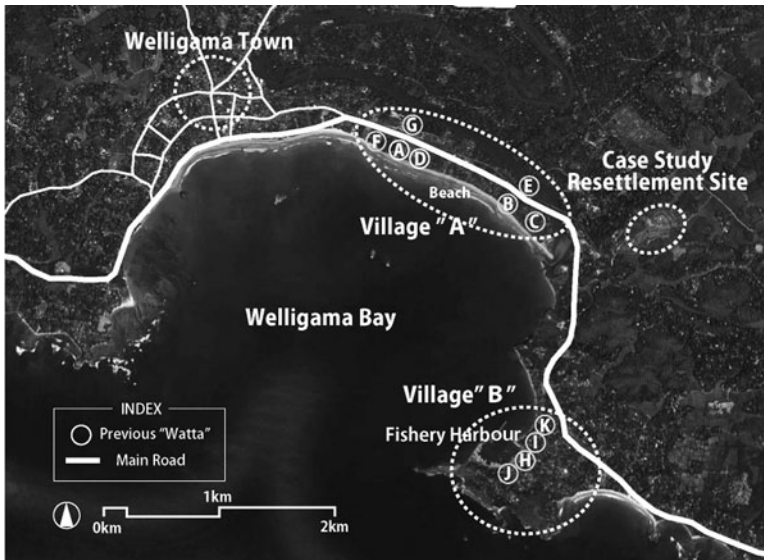 Welligama Town
G
F
A
D
Case Study
Resettlement Site
E
Beach
B
C
Village "A"
Welligama Bay
Village" B "
INDEX
Previous "Watta"
Main Road
K
Fishery Harbour
I
H
J
1km
0km
2km